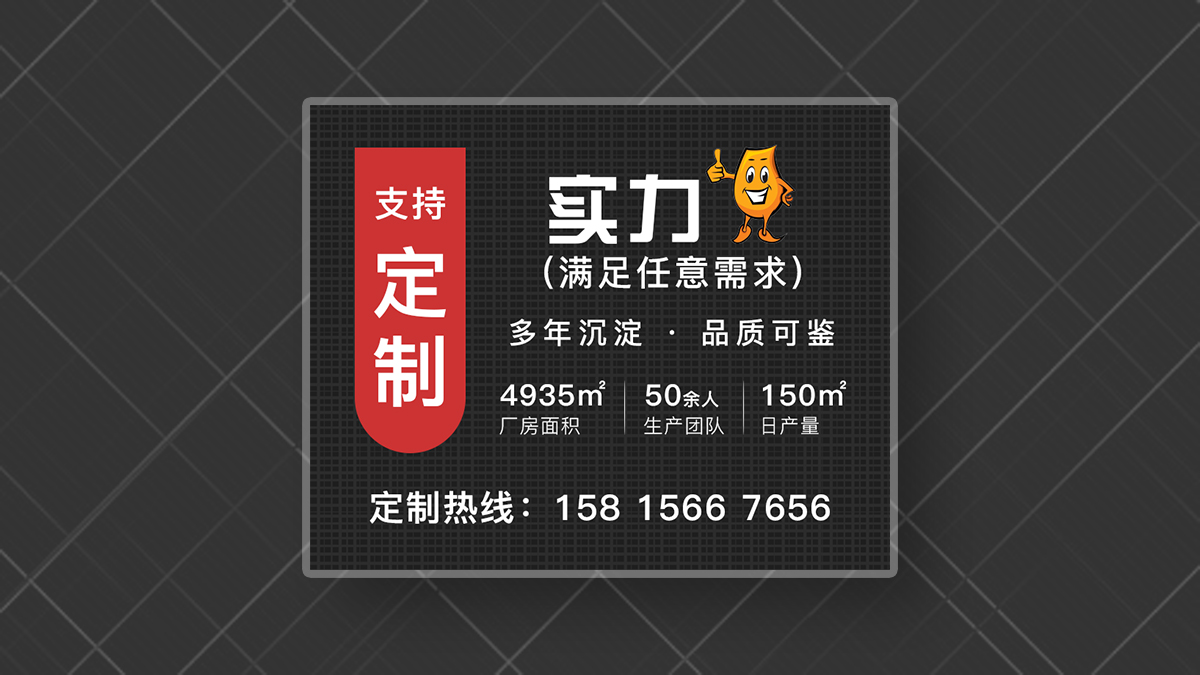 支持
定制
实力
（满足任意需求）
多年沉淀 · 品质可鉴
4935㎡
厂房面积
50余人
生产团队
150㎡
日产量
定制热线：158 1566 7656